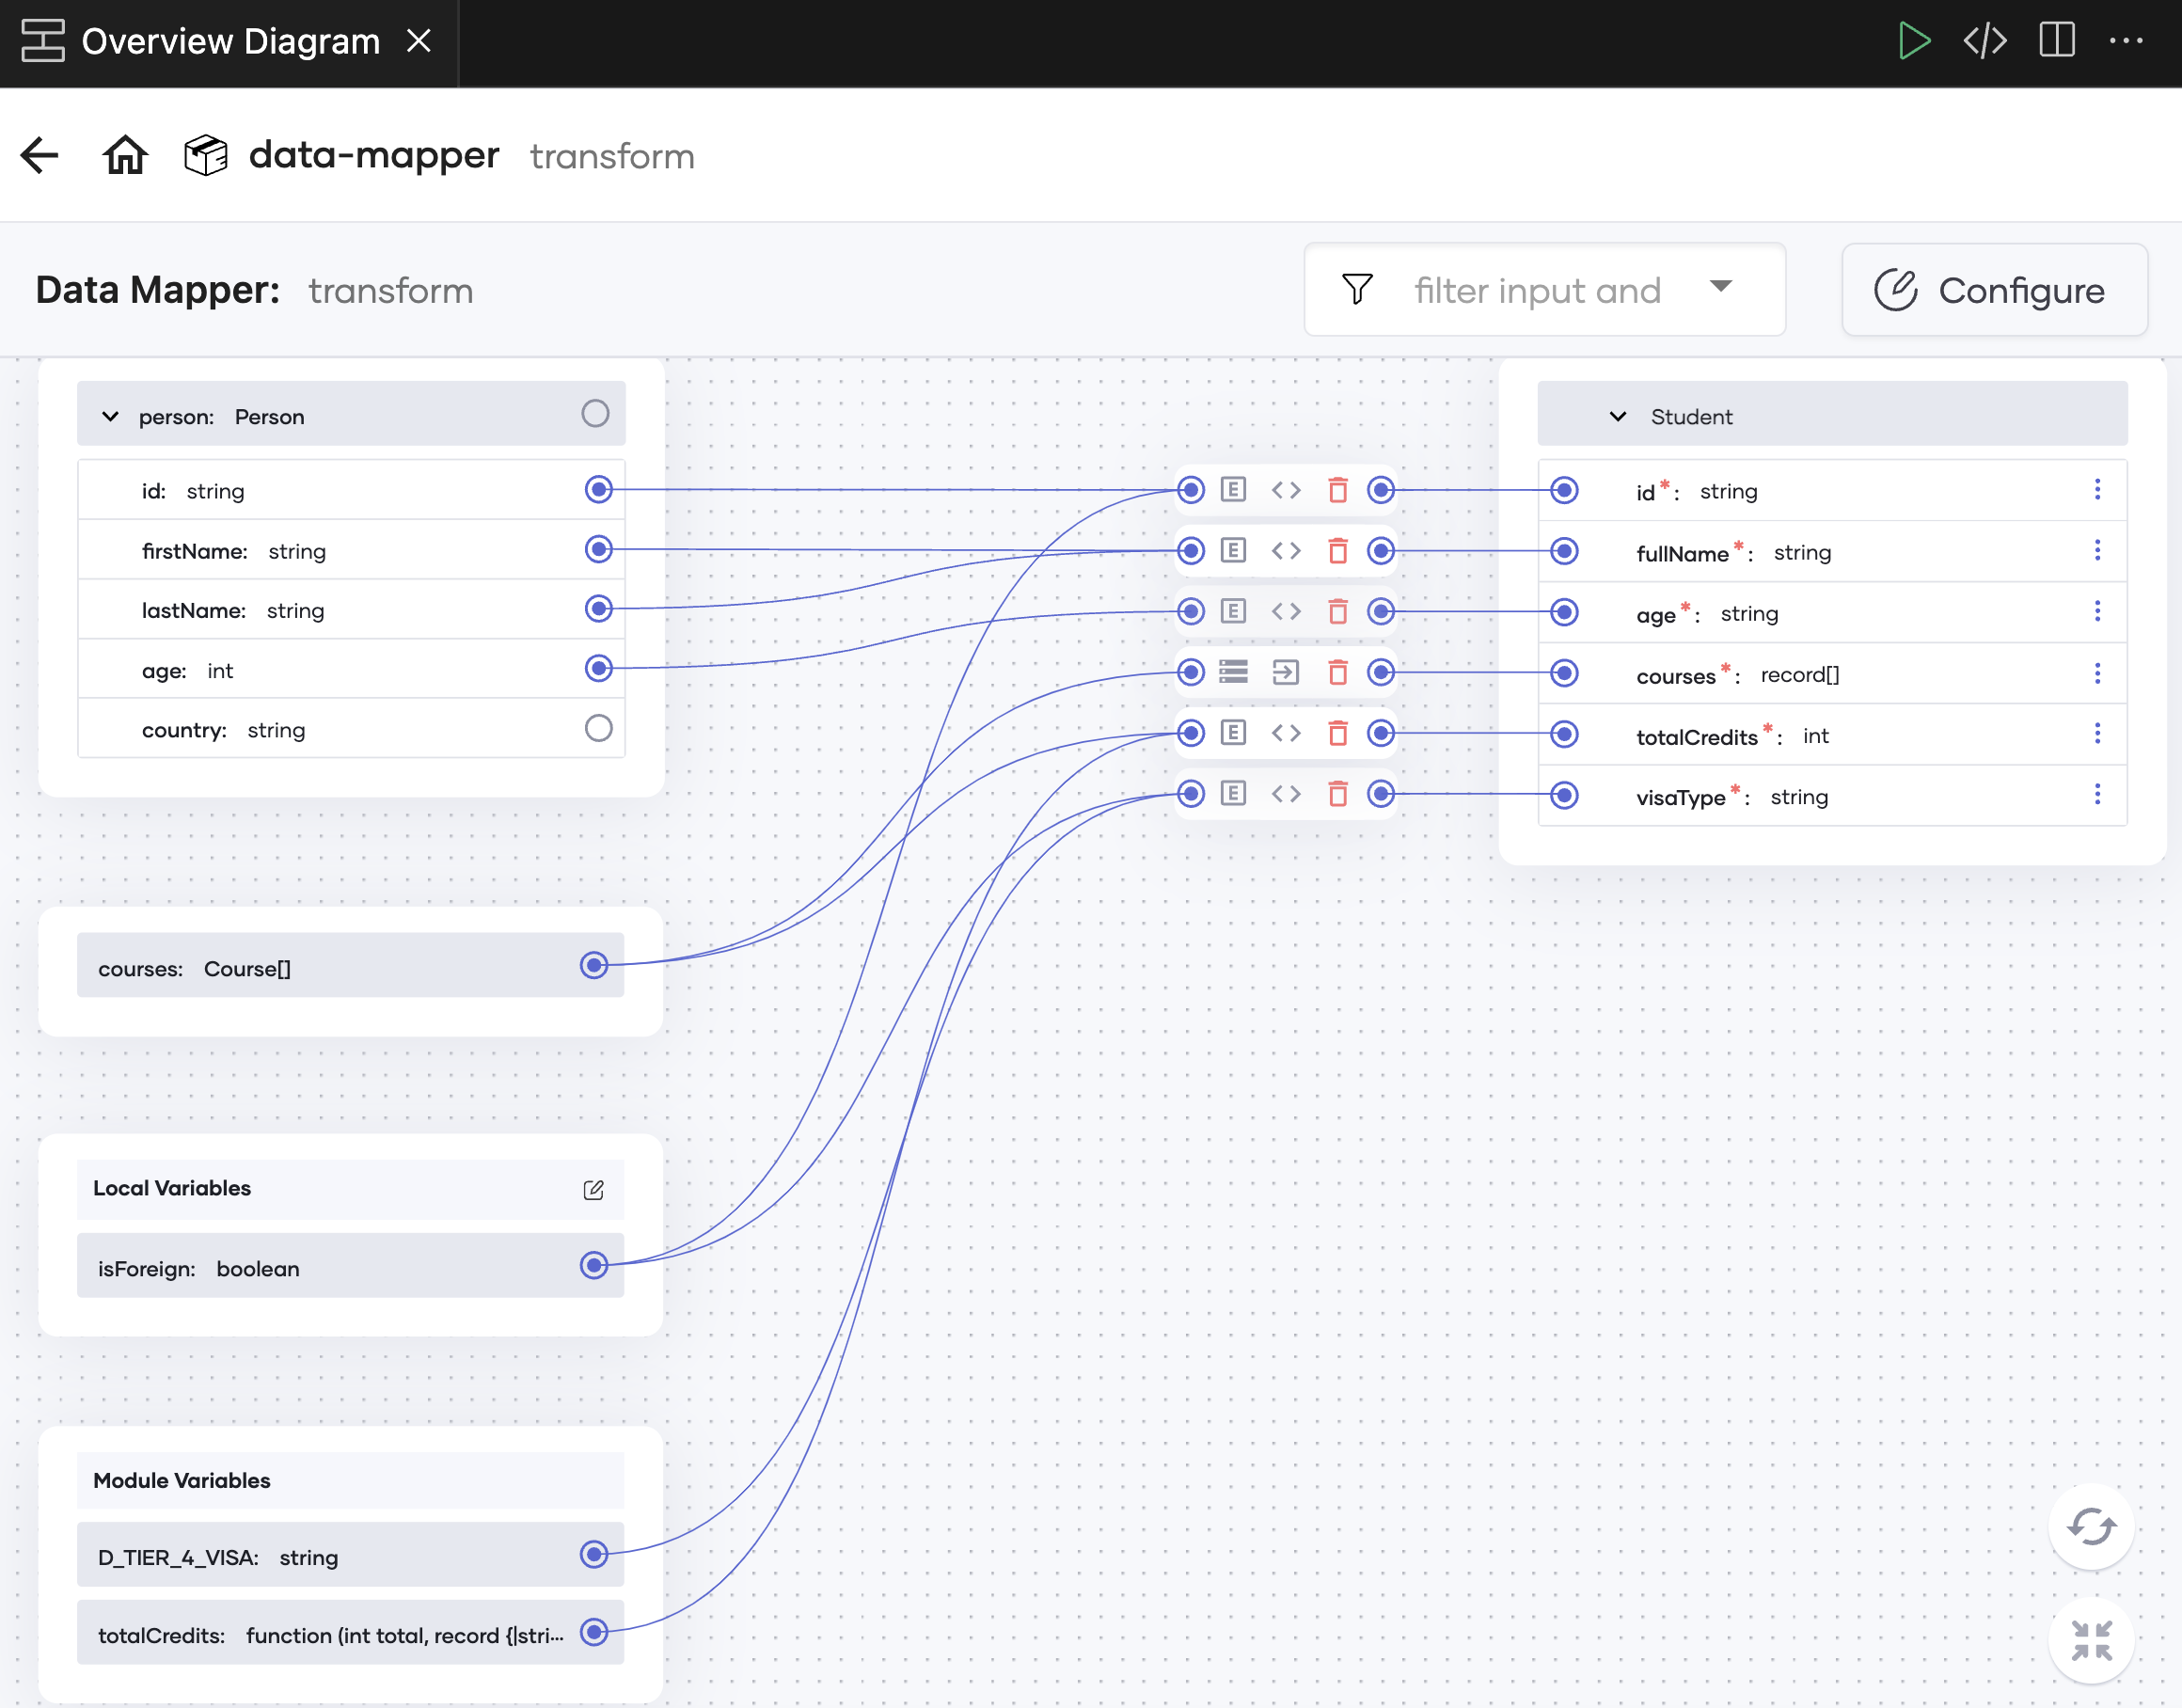 Overview Diagram
data-mapper transform
Data Mapper: transform
filter input and
Configure
person: Person
id: string
firstName: string
lastName: string
age: int
country: string
courses: Course[]
Local Variables
isForeign: boolean
Module Variables
D_TIER_4_VISA: string
totalCredits: function (int total, record {|stri...
E
E
E
E
E
Student
id*: string
fullName*: string
age*: string
courses*: record[]
totalCredits*: int
visaType*: string